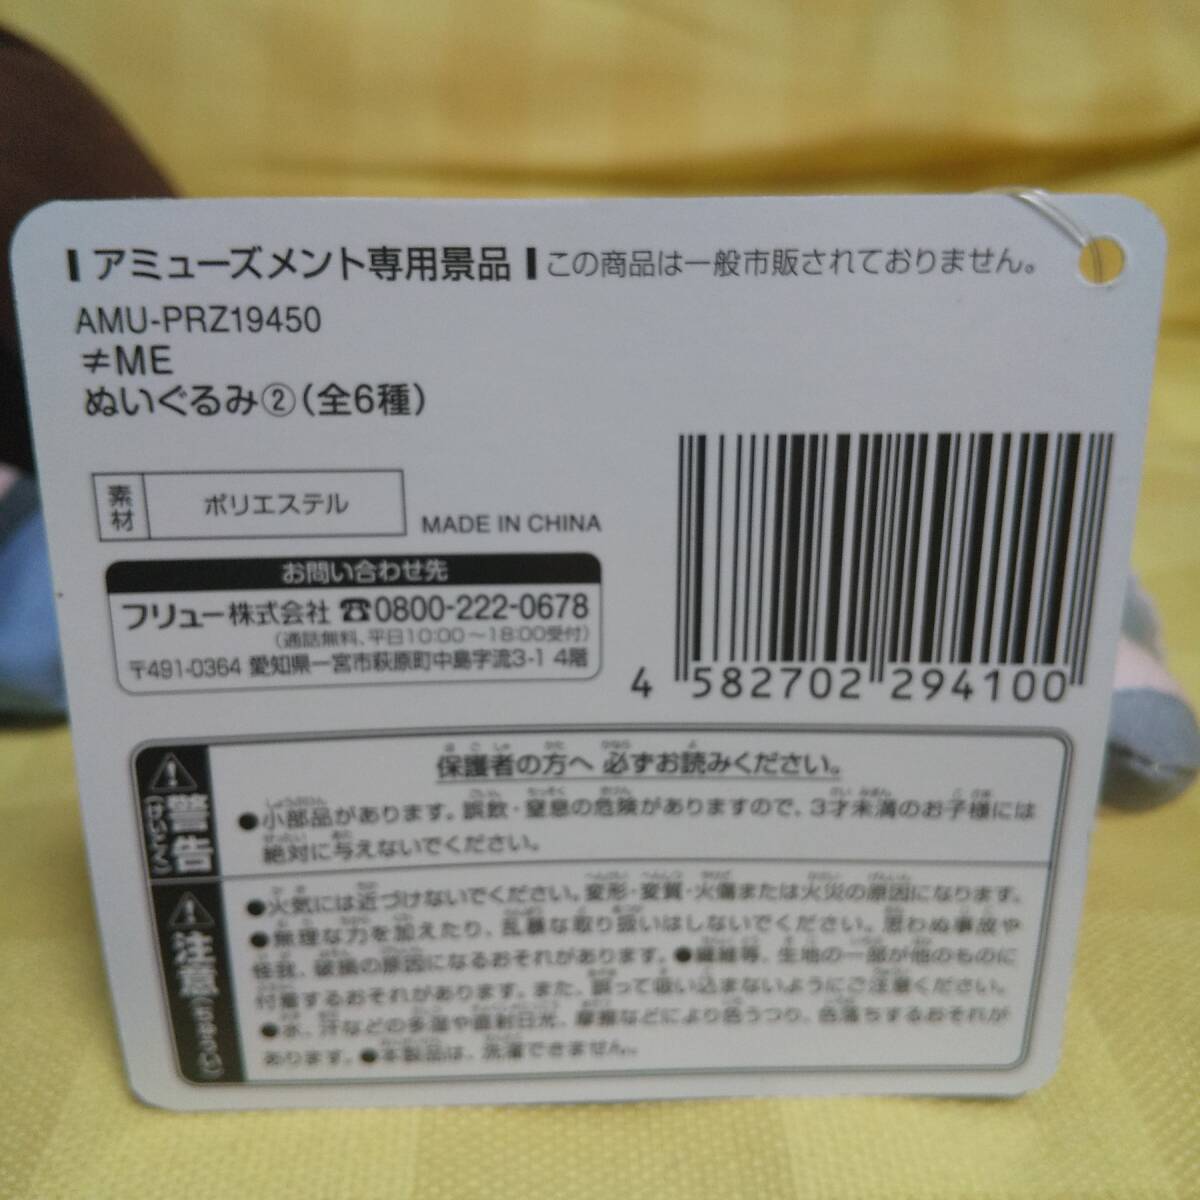 アミューズメント専用景品 この商品は一般市販されておりません。
AMU-PRZ19450
≠ME
ぬいぐるみ②(全6種)
素材 ポリエステル
MADE IN CHINA
お問い合わせ先
フリュー株式会社 ☎0800-222-0678
(通話無料、平日10:00~18:00受付)
〒491-0364 愛知県一宮市萩原町中島字流3-1 4階
4 582702 294100
警告(けいこく)
保護者の方へ 必ずお読みください。
●小部品があります。誤飲・窒息の危険がありますので、3才未満のお子様には
絶対に与えないでください。
注意(ちゅうい)
●火気には近づけないでください。変形・変質・火傷または火災の原因になります。
●無理な力を加えたり、乱暴な取り扱いはしないでください。思わぬ事故や
怪我、破損の原因になるおそれがあります。●繊維等、生地の一部が他のものに
付着するおそれがあります。また、誤って吸い込まないようにご注意ください。
●水、汗などの多湿や直射日光、摩擦などにより色うつり、色落ちするおそれが
あります。●本製品は、洗濯できません。